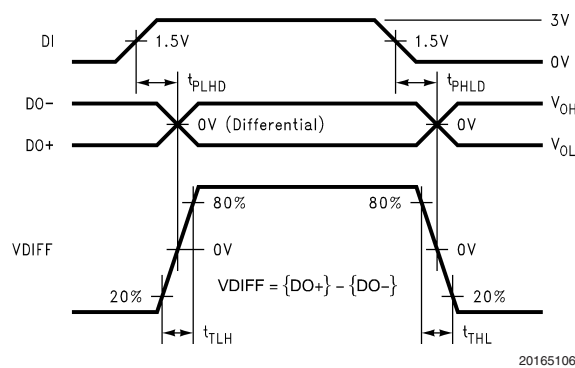 3V
DI
1.5V
1.5V
0V
tPLHD
tPHLD
DO-
VOH
0V (Differential)
0V
DO+
VOL
80%
80%
VDIFF
0V
0V
VDIFF = {DO+} – {DO-}
20%
20%
tTLH
tTHL
20165106